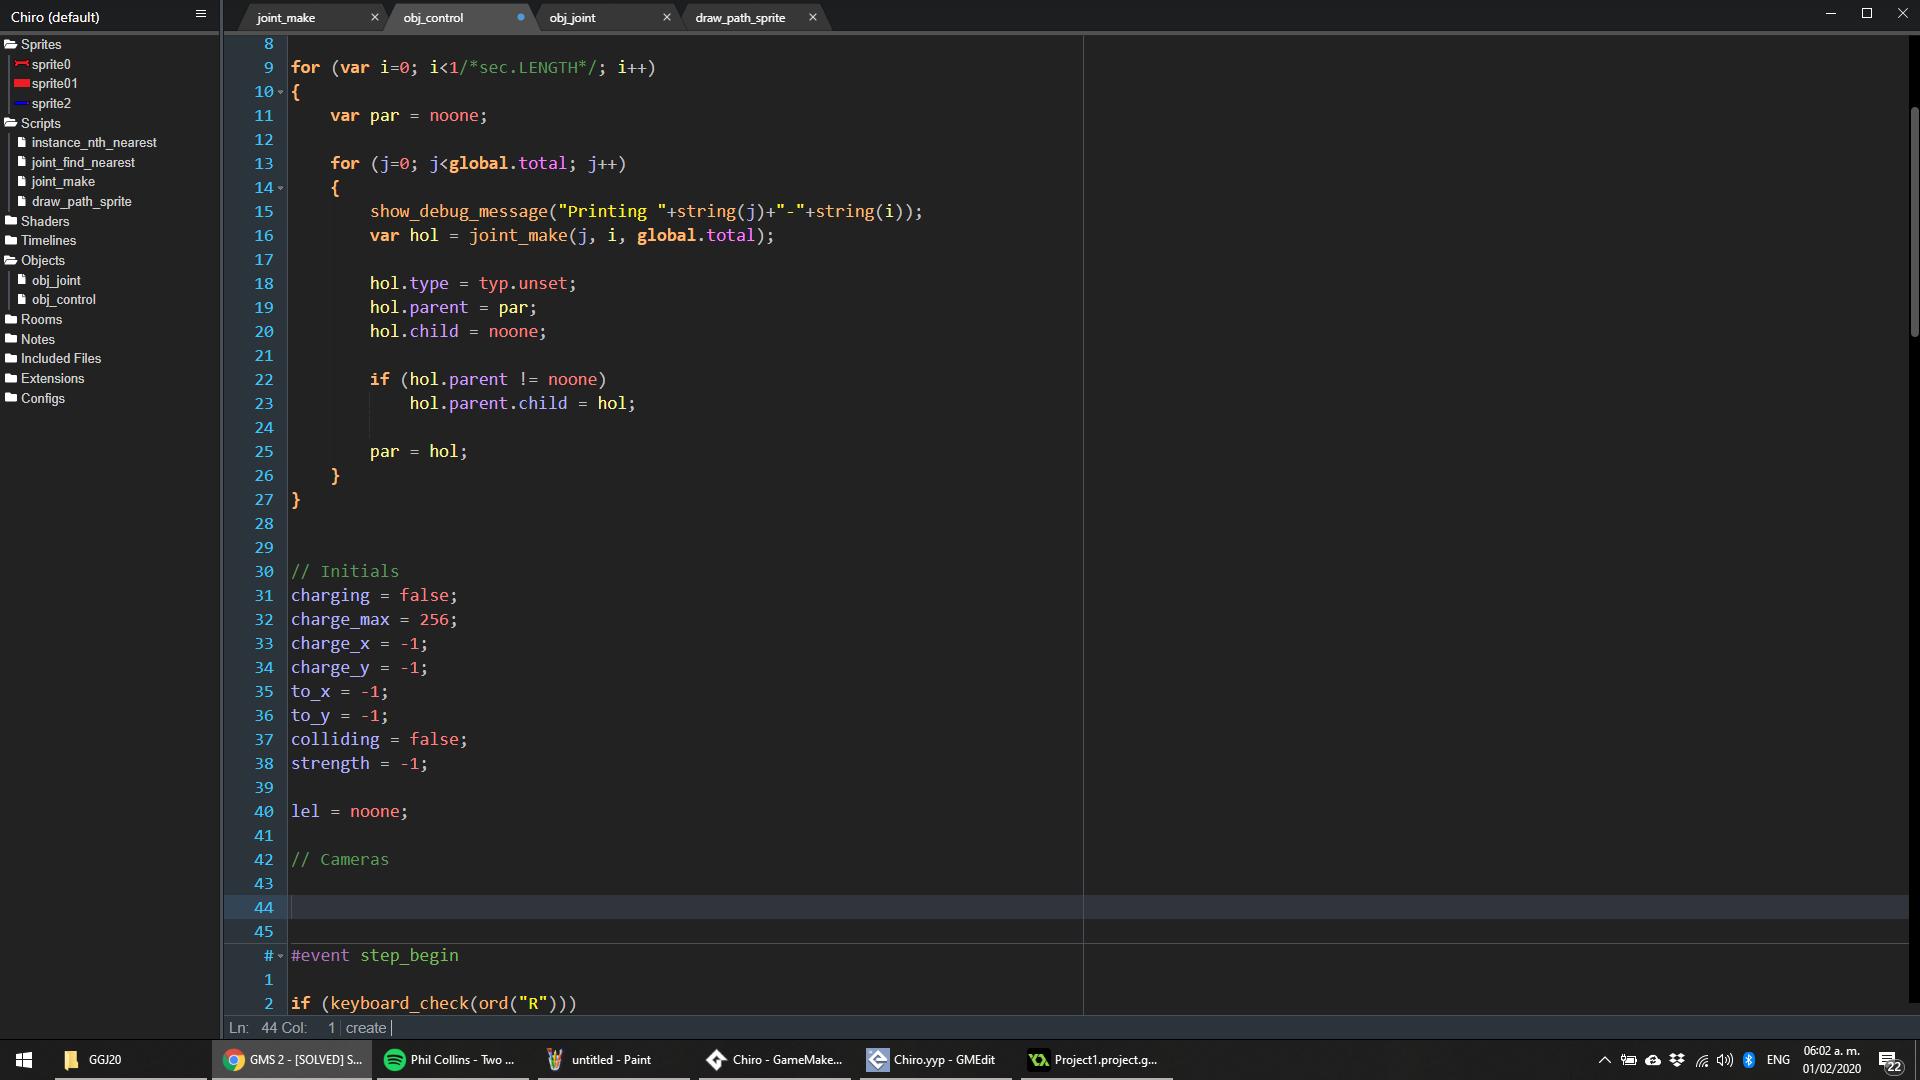 Chiro (default)
joint_make
obj_control
obj_joint
draw_path_sprite
Sprites
sprite0
sprite01
sprite2
Scripts
instance_nth_nearest
joint_find_nearest
joint_make
draw_path_sprite
Shaders
Timelines
Objects
obj_joint
obj_control
Rooms
Notes
Included Files
Extensions
Configs
8
9 for (var i=0; i<1/*sec.LENGTH*/; i++)
10 {
11 var par = noone;
12
13 for (j=0; j<global.total; j++)
14 {
15 show_debug_message("Printing "+string(j)+"-"+string(i));
16 var hol = joint_make(j, i, global.total);
17
18 hol.type = typ.unset;
19 hol.parent = par;
20 hol.child = noone;
21
22 if (hol.parent != noone)
23 hol.parent.child = hol;
24
25 par = hol;
26 }
27 }
28
29
30 // Initials
31 charging = false;
32 charge_max = 256;
33 charge_x = -1;
34 charge_y = -1;
35 to_x = -1;
36 to_y = -1;
37 colliding = false;
38 strength = -1;
39
40 lel = noone;
41
42 // Cameras
43
44
45
# #event step_begin
1
2 if (keyboard_check(ord("R")))
Ln: 44 Col: 1 create
GGJ20
GMS 2 - [SOLVED] S...
Phil Collins - Two ...
untitled - Paint
Chiro - GameMake...
Chiro.yyp - GMEdit
Project1.project.g...
ENG
06:02 a. m.
01/02/2020
22